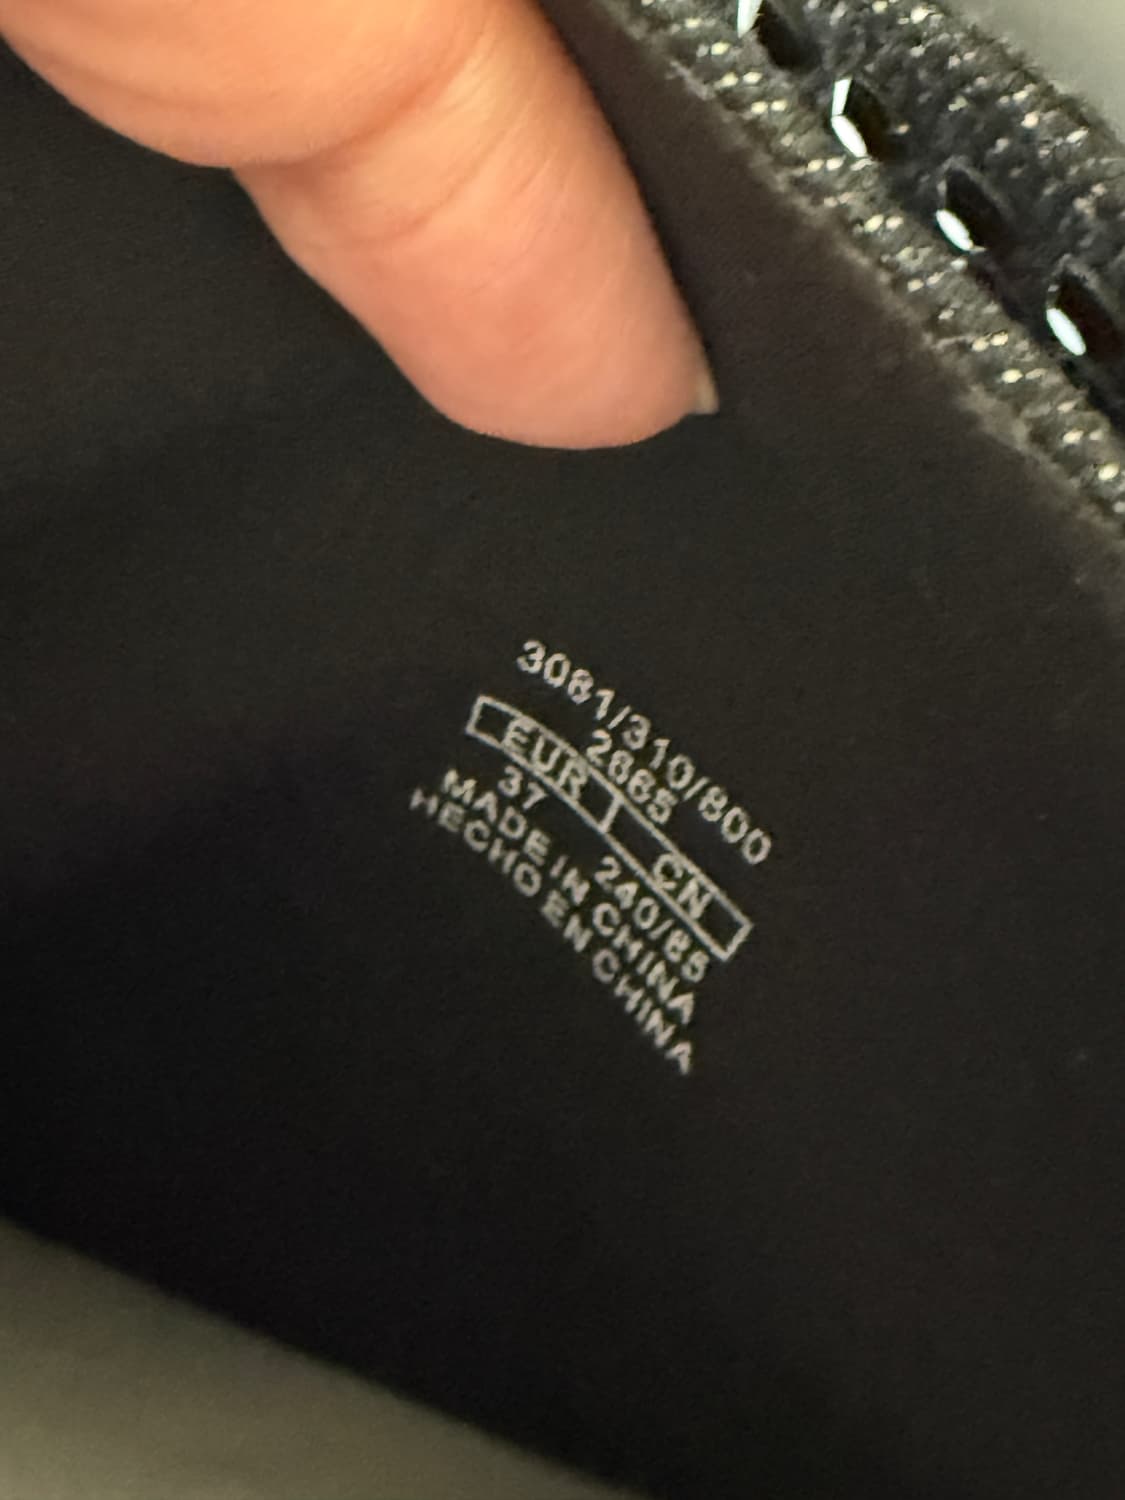 3081/310/800
2665
EUR CN
37 240/85
MADE IN CHINA
HECHO EN CHINA